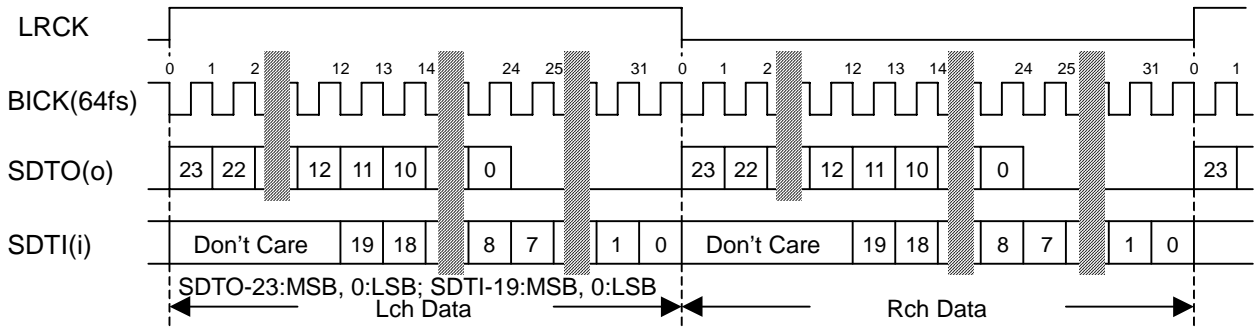 LRCK
0 1 2 12 13 14 24 25 31 0 1 2 12 13 14 24 25 31 0 1
BICK(64fs)
SDTO(o) 23 22 12 11 10 0 23 22 12 11 10 0 23
SDTI(i) Don't Care 19 18 8 7 1 0 Don't Care 19 18 8 7 1 0
SDTO-23:MSB, 0:LSB; SDTI-19:MSB, 0:LSB
Lch Data Rch Data